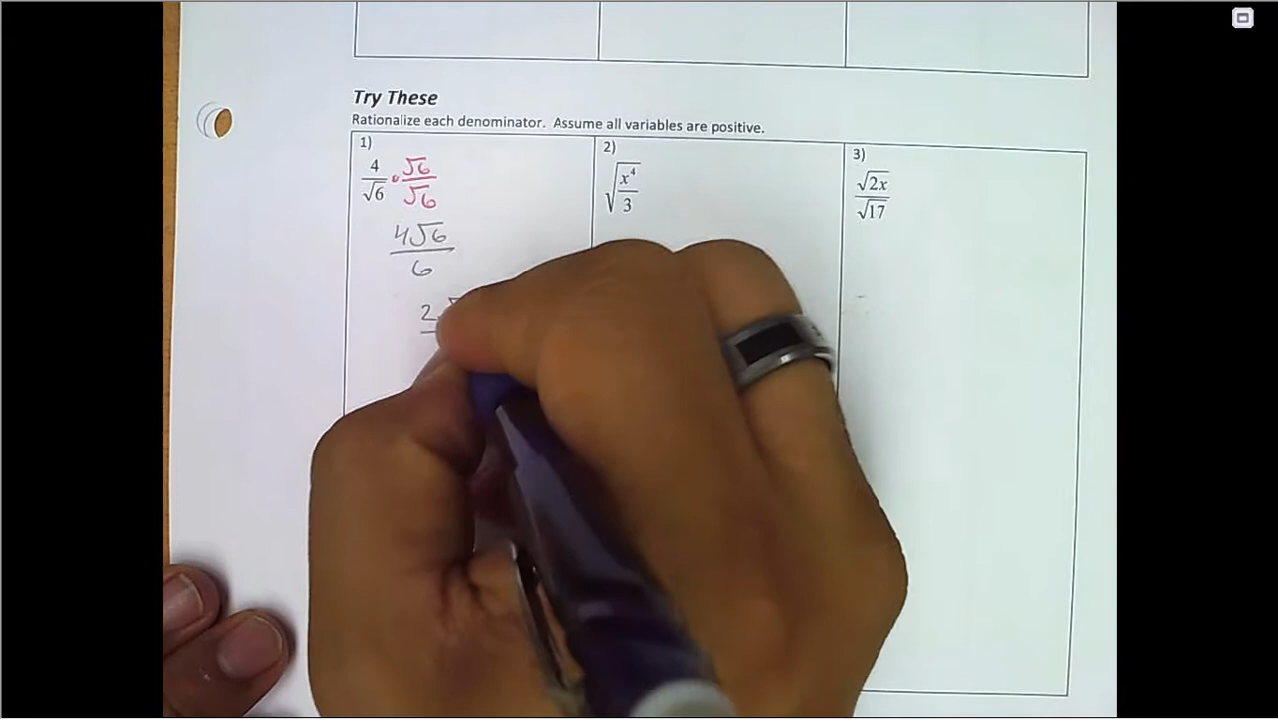 Try These
Rationalize each denominator. Assume all variables are positive.
1)
4/√6 • √6/√6
4√6/6
2
2)
√(x⁴/3)
3)
√2x/√17